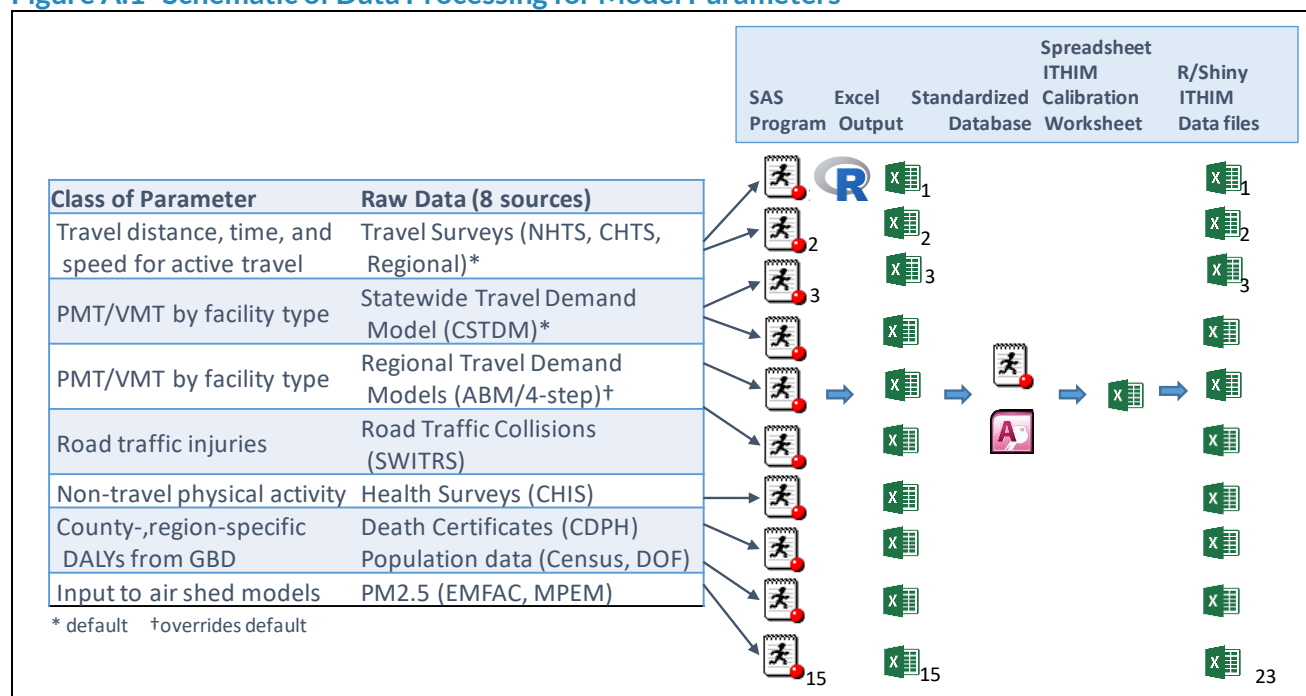 Figure A.1 Schematic of Data Processing for Model Parameters
Spreadsheet
ITHIM R/Shiny
SAS Excel Standardized Calibration ITHIM
Program Output Database Worksheet Data files
Class of Parameter Raw Data (8 sources)
Travel distance, time, and Travel Surveys (NHTS, CHTS,
speed for active travel Regional)*
PMT/VMT by facility type Statewide Travel Demand
Model (CSTDM)*
PMT/VMT by facility type Regional Travel Demand
Models (ABM/4-step)†
Road traffic injuries Road Traffic Collisions
(SWITRS)
Non-travel physical activity Health Surveys (CHIS)
County-,region-specific Death Certificates (CDPH)
DALYs from GBD Population data (Census, DOF)
Input to air shed models PM2.5 (EMFAC, MPEM)
* default †overrides default
R 1 1
2 2 2
3 3 3
A
15 15 23